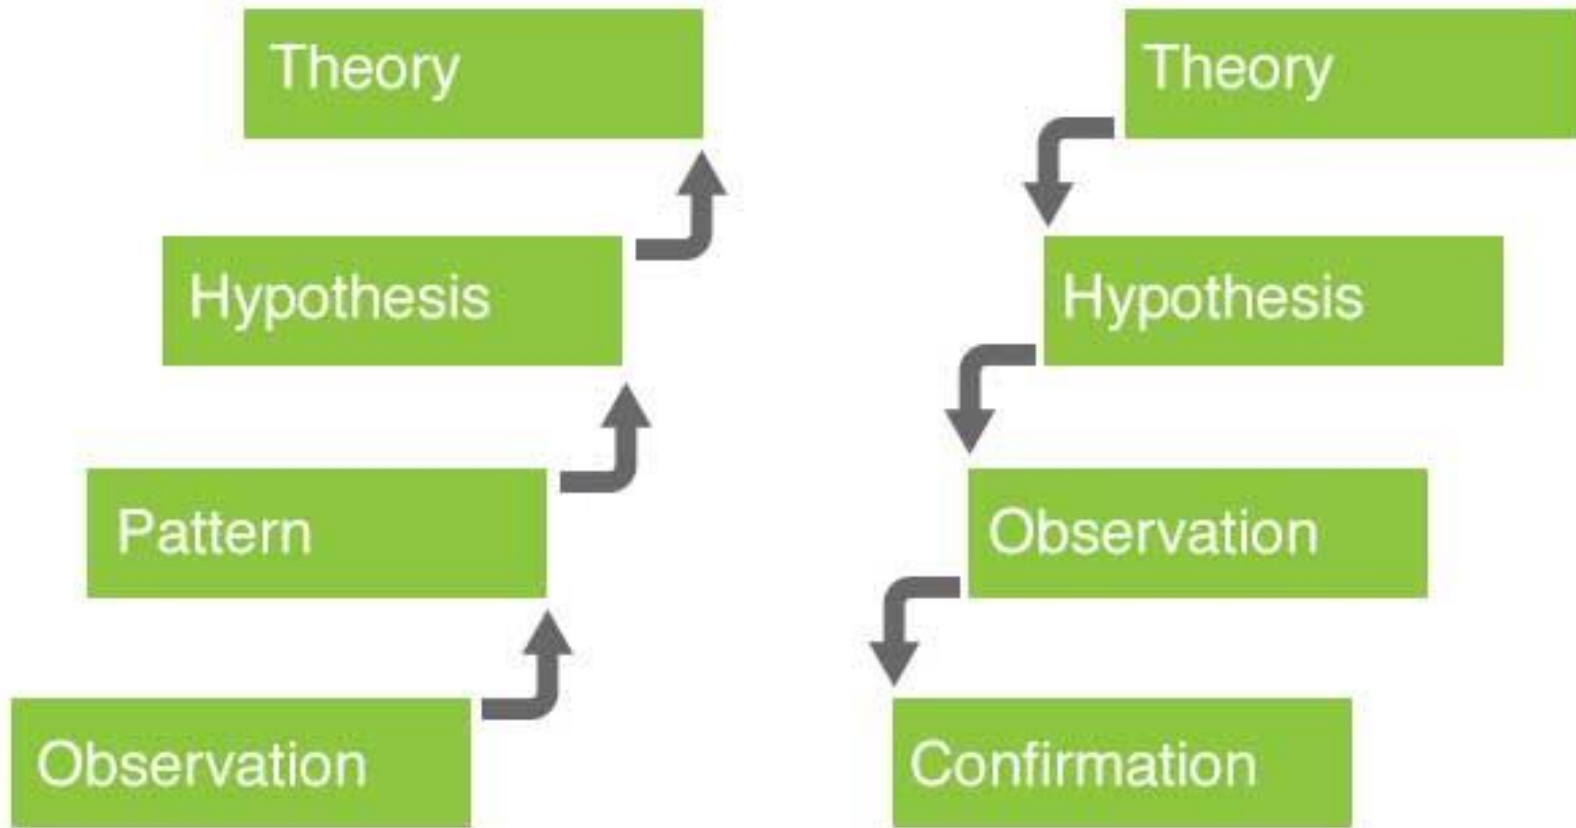 Theory
Hypothesis
Pattern
Observation
Theory
Hypothesis
Observation
Confirmation